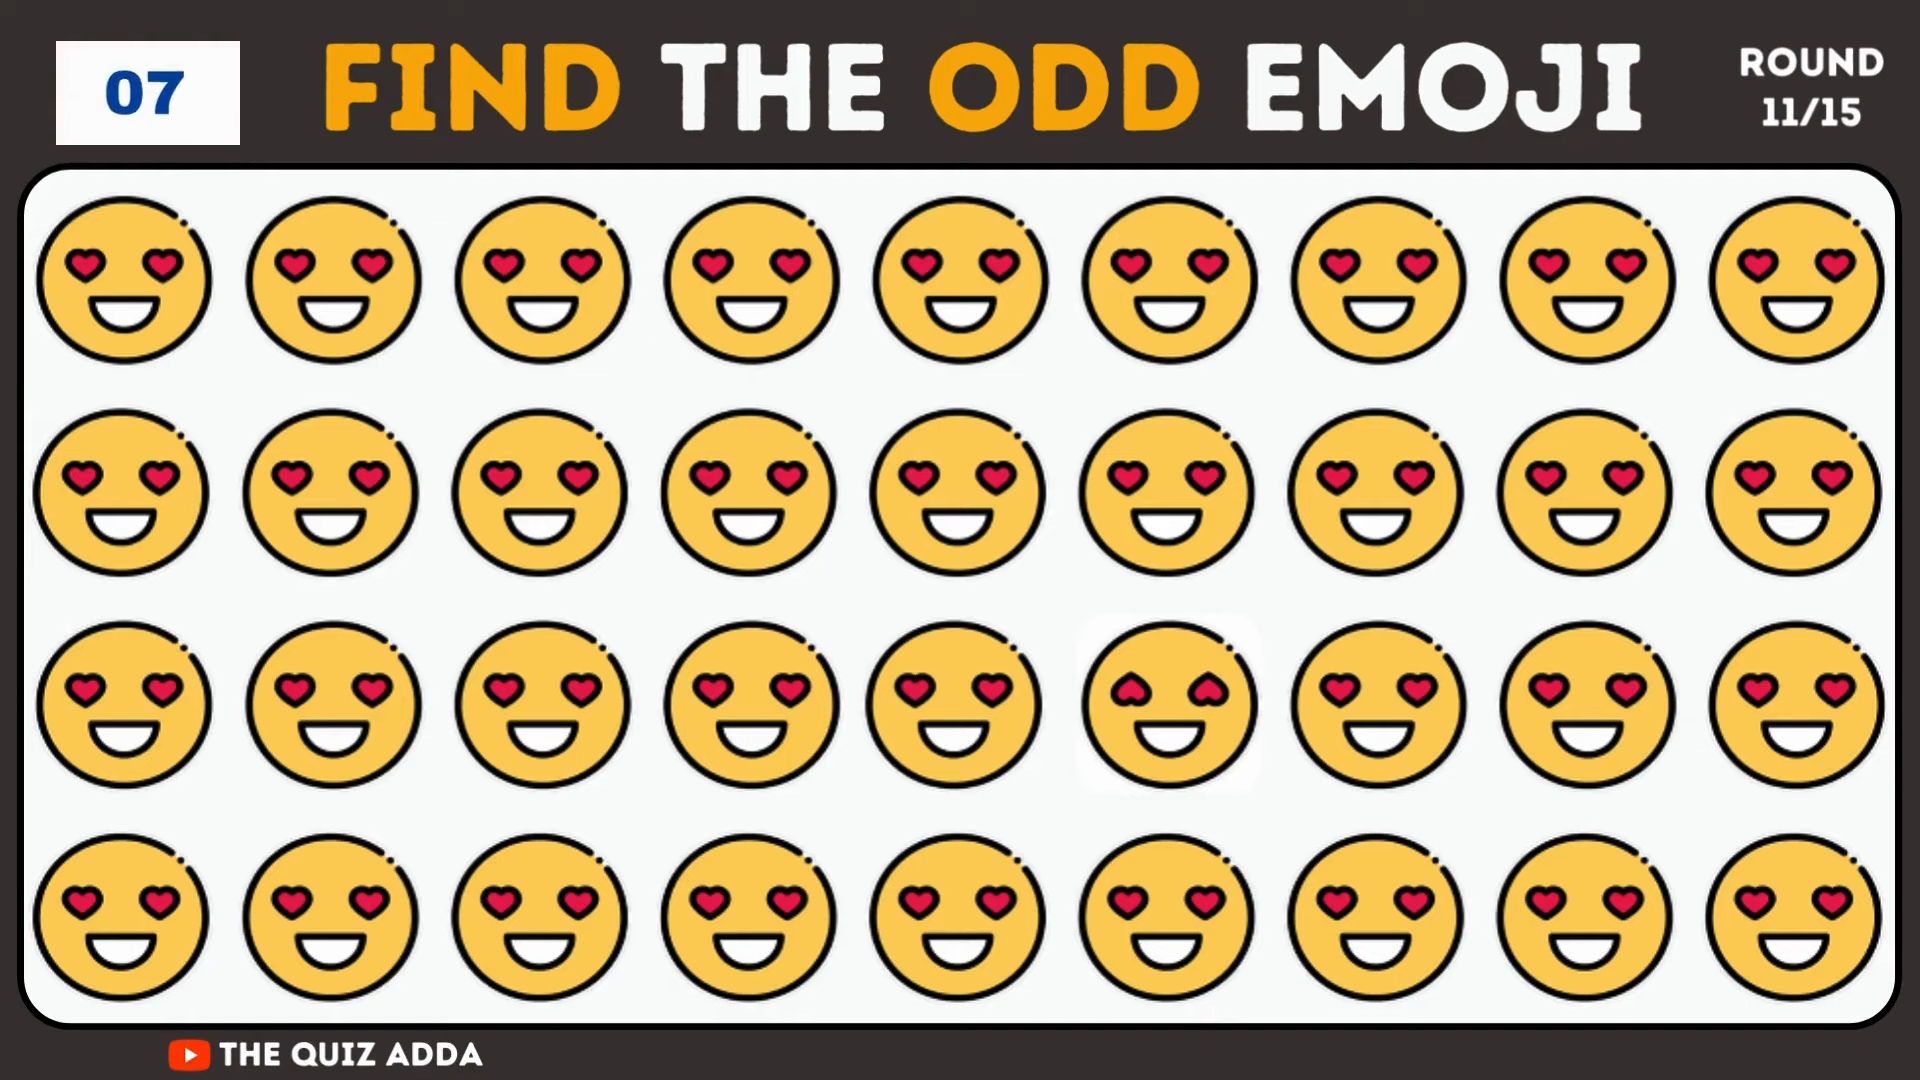 07
FIND THE ODD EMOJI
ROUND
11/15
THE QUIZ ADDA